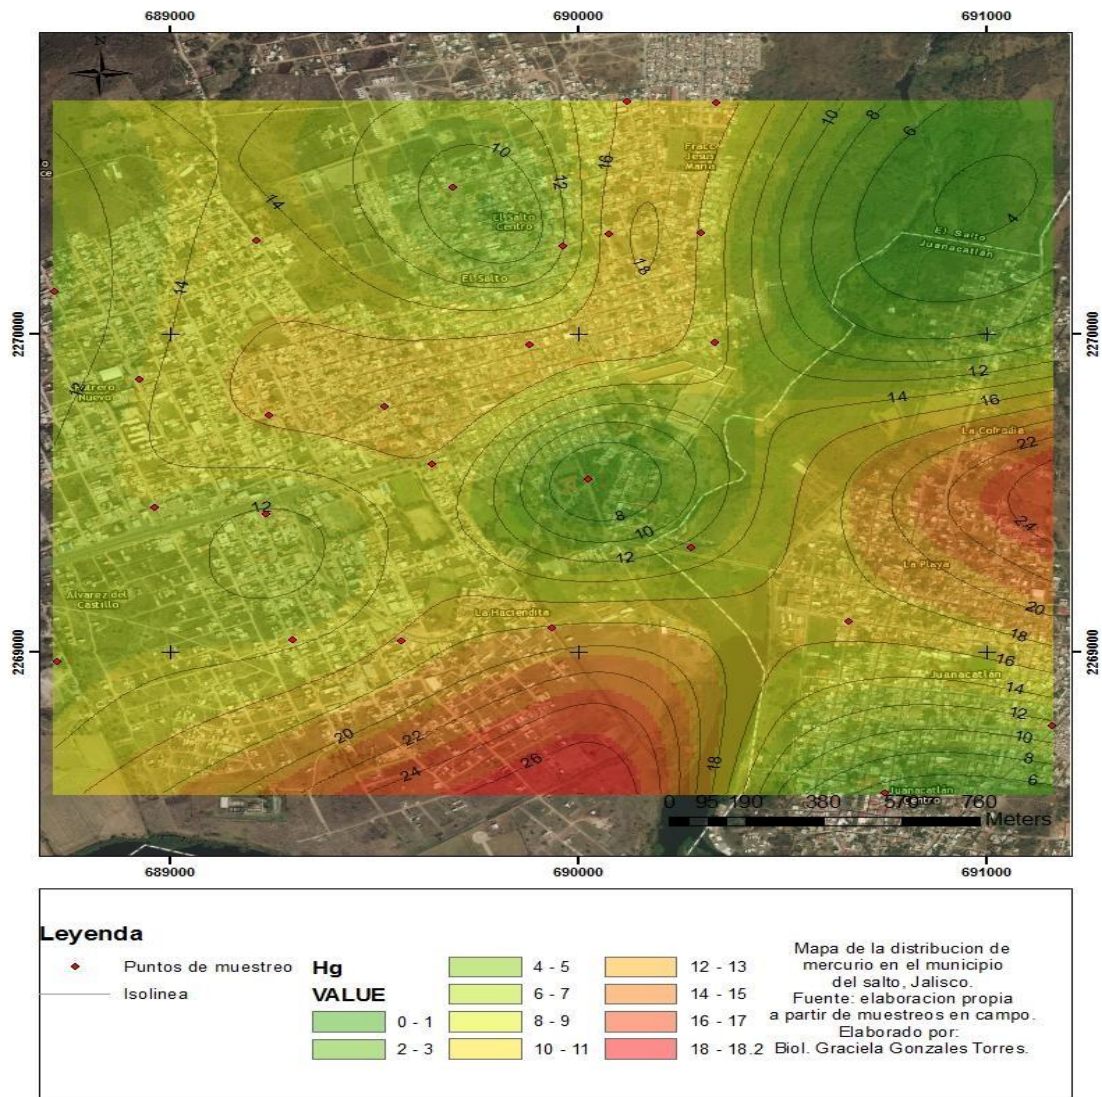 689000 690000 691000
N
10 8 6
16
Fracc
Jesus
Maria
10
12
14
El Salto
Centro
4
El Salto
Juanacatlán
18
El Salto
14
2270000 2270000
12
Potrero
Nuevo
14
16
La Cofradia
22
12
8
24
10
12
La Playa
Alvarez del
Castillo
20
La Haciendita
18
16
2269000 2269000
Juanacatlán
14
12
20
22
10
26
18
8
24
6
Juanacatlán
Centro
0 95 190 380 570 760
Meters
689000 690000 691000
Leyenda
Puntos de muestreo
Isolinea
Hg
VALUE
0 - 1
2 - 3
4 - 5
6 - 7
8 - 9
10 - 11
12 - 13
14 - 15
16 - 17
18 - 18.2
Mapa de la distribucion de
mercurio en el municipio
del salto, Jalisco.
Fuente: elaboracion propia
a partir de muestreos en campo.
Elaborado por:
Biol. Graciela Gonzales Torres.